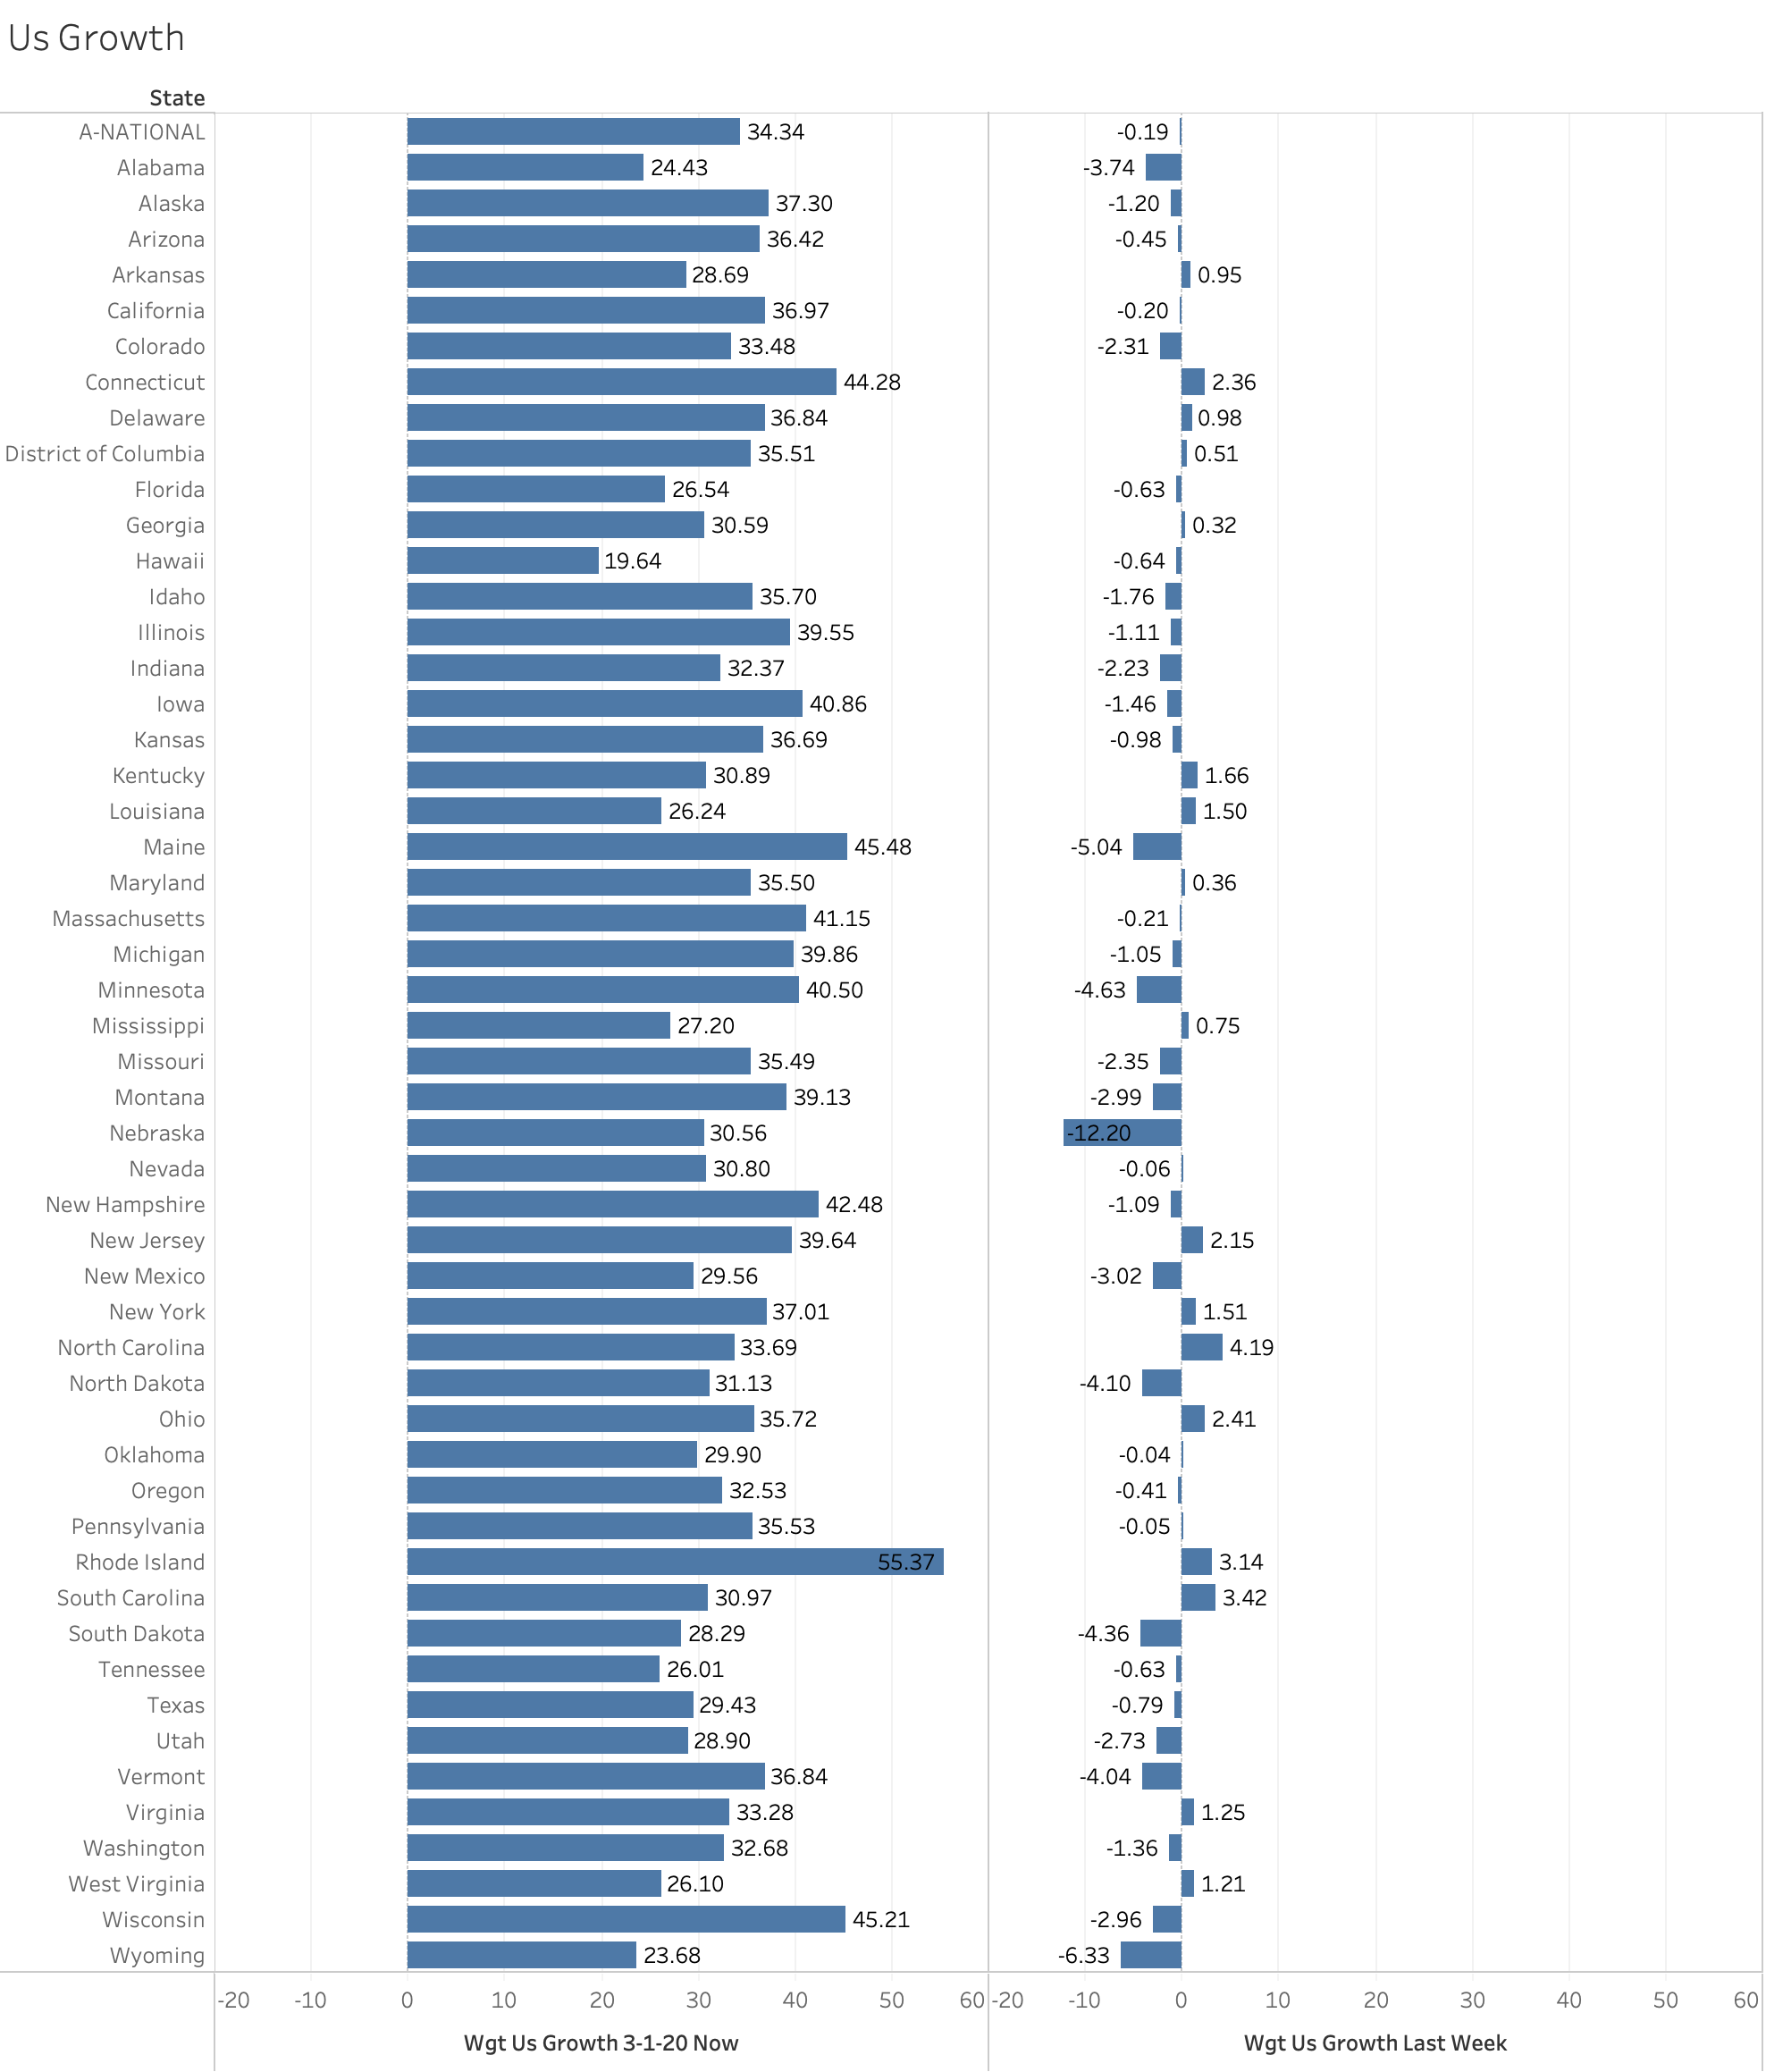 Us Growth
State
A-NATIONAL 34.34 -0.19
Alabama 24.43 -3.74
Alaska 37.30 -1.20
Arizona 36.42 -0.45
Arkansas 28.69 0.95
California 36.97 -0.20
Colorado 33.48 -2.31
Connecticut 44.28 2.36
Delaware 36.84 0.98
District of Columbia 35.51 0.51
Florida 26.54 -0.63
Georgia 30.59 0.32
Hawaii 19.64 -0.64
Idaho 35.70 -1.76
Illinois 39.55 -1.11
Indiana 32.37 -2.23
Iowa 40.86 -1.46
Kansas 36.69 -0.98
Kentucky 30.89 1.66
Louisiana 26.24 1.50
Maine 45.48 -5.04
Maryland 35.50 0.36
Massachusetts 41.15 -0.21
Michigan 39.86 -1.05
Minnesota 40.50 -4.63
Mississippi 27.20 0.75
Missouri 35.49 -2.35
Montana 39.13 -2.99
Nebraska 30.56 -12.20
Nevada 30.80 -0.06
New Hampshire 42.48 -1.09
New Jersey 39.64 2.15
New Mexico 29.56 -3.02
New York 37.01 1.51
North Carolina 33.69 4.19
North Dakota 31.13 -4.10
Ohio 35.72 2.41
Oklahoma 29.90 -0.04
Oregon 32.53 -0.41
Pennsylvania 35.53 -0.05
Rhode Island 55.37 3.14
South Carolina 30.97 3.42
South Dakota 28.29 -4.36
Tennessee 26.01 -0.63
Texas 29.43 -0.79
Utah 28.90 -2.73
Vermont 36.84 -4.04
Virginia 33.28 1.25
Washington 32.68 -1.36
West Virginia 26.10 1.21
Wisconsin 45.21 -2.96
Wyoming 23.68 -6.33
-20 -10 0 10 20 30 40 50 60 -20 -10 0 10 20 30 40 50 60
Wgt Us Growth 3-1-20 Now Wgt Us Growth Last Week